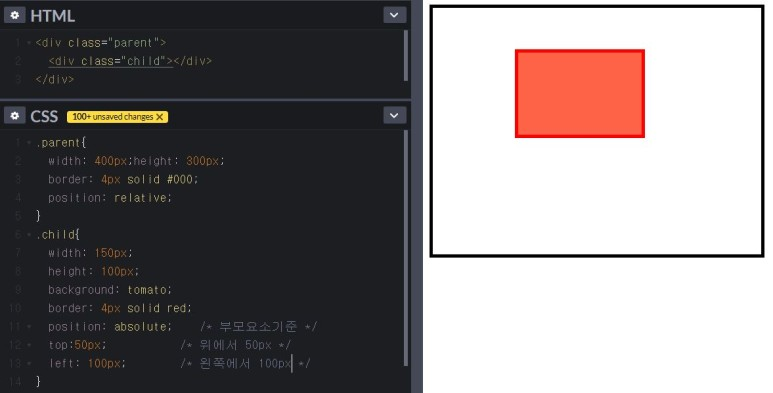 HTML
1 <div class="parent">
2 <div class="child"></div>
3 </div>
CSS 100+ unsaved changes ×
1 .parent{
2 width: 400px;height: 300px;
3 border: 4px solid #000;
4 position: relative;
5 }
6 .child{
7 width: 150px;
8 height: 100px;
9 background: tomato;
10 border: 4px solid red;
11 position: absolute; /* 부모요소기준 */
12 top:50px; /* 위에서 50px */
13 left: 100px; /* 왼쪽에서 100px */
14 }